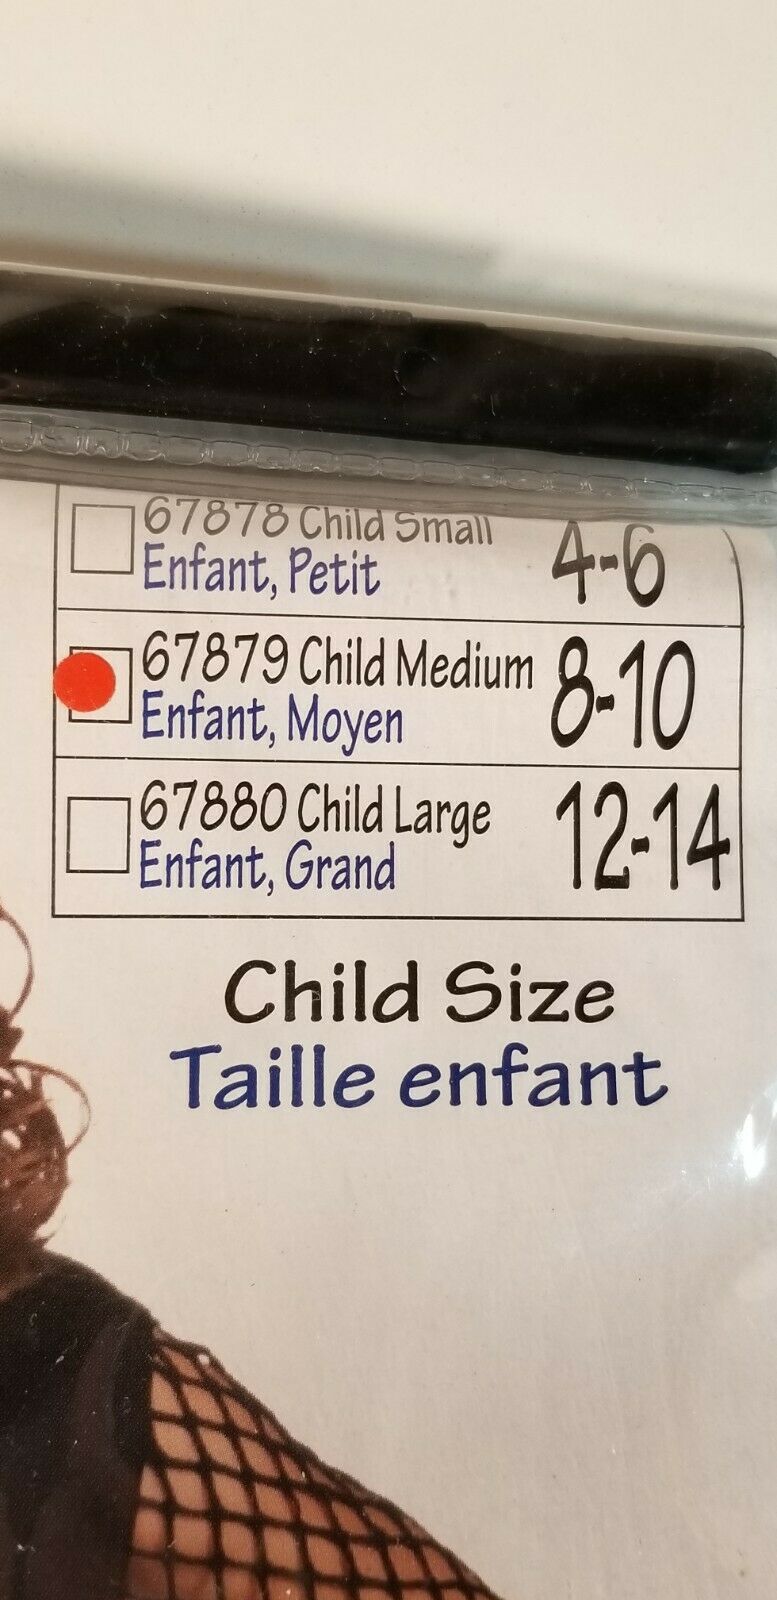 67878 Child Small
Enfant, Petit
4-6
67879 Child Medium
Enfant, Moyen
8-10
67880 Child Large
Enfant, Grand
12-14
Child Size
Taille enfant